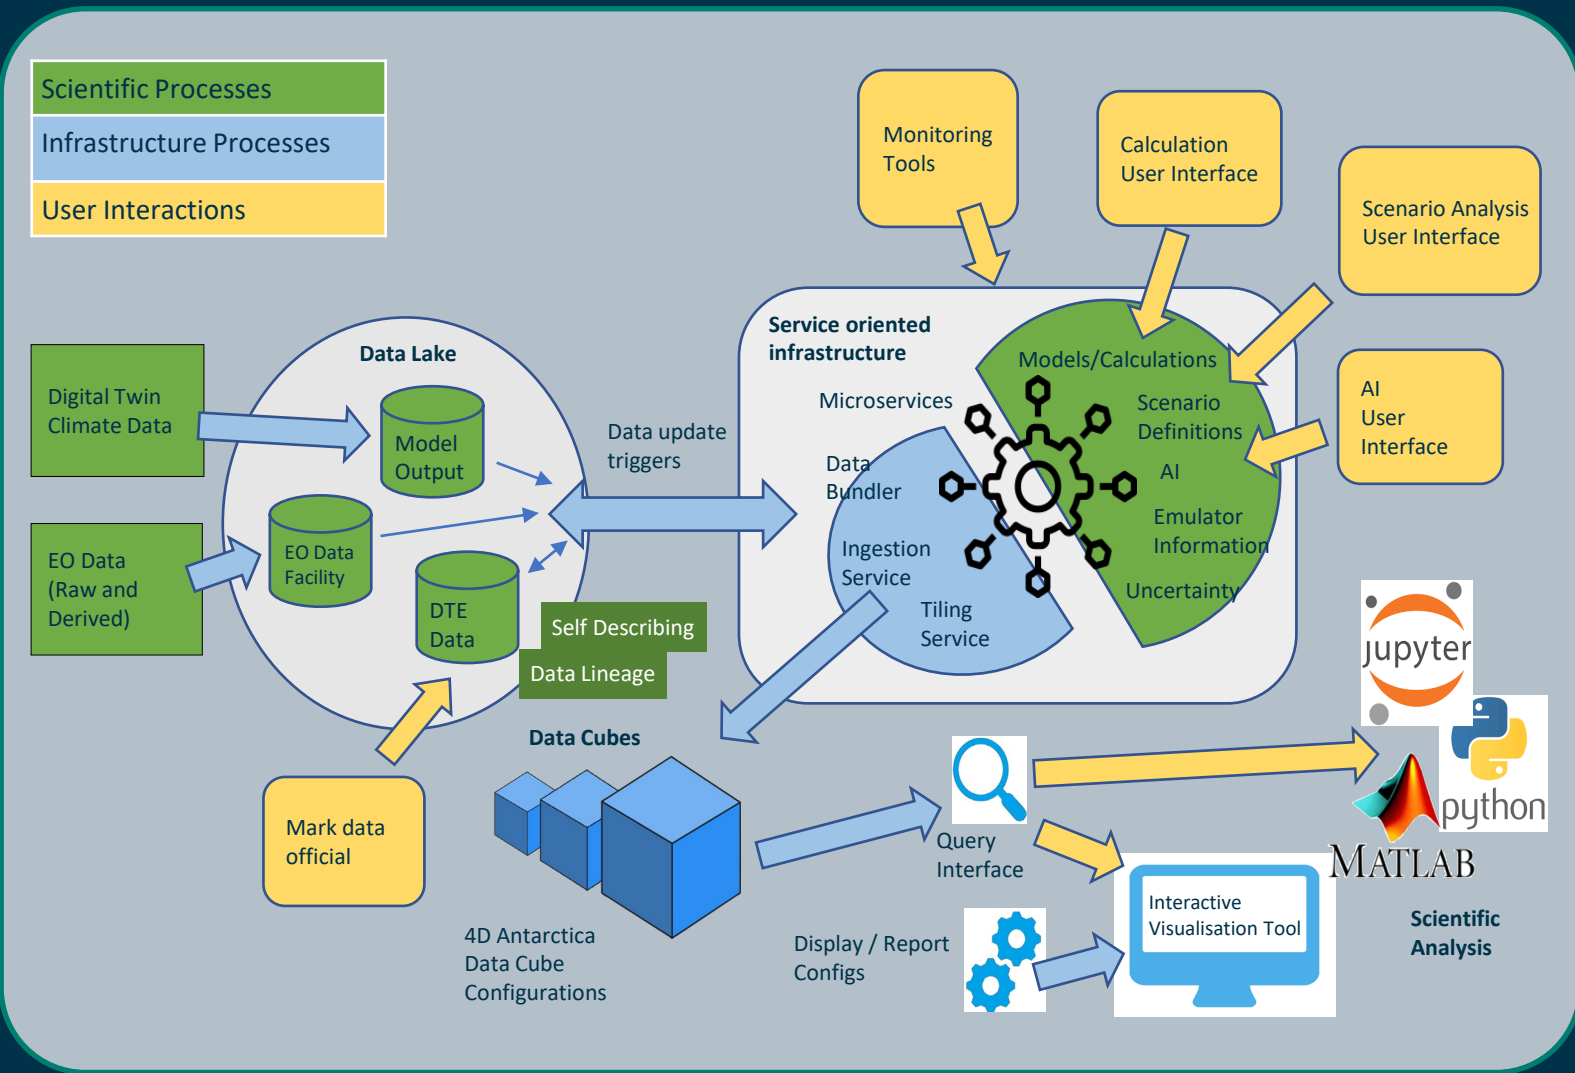 Scientific Processes
Infrastructure Processes
User Interactions
Monitoring
Tools
Calculation
User Interface
Scenario Analysis
User Interface
AI
User
Interface
Digital Twin
Climate Data
EO Data
(Raw and
Derived)
Data Lake
Model
Output
EO Data
Facility
DTE
Data
Self Describing
Data Lineage
Mark data
official
Data update
triggers
Service oriented
infrastructure
Microservices
Data
Bundler
Ingestion
Service
Tiling
Service
Models/Calculations
Scenario
Definitions
AI
Emulator
Information
Uncertainty
Data Cubes
4D Antarctica
Data Cube
Configurations
Query
Interface
Display / Report
Configs
Interactive
Visualisation Tool
jupyter
python
MATLAB
Scientific
Analysis